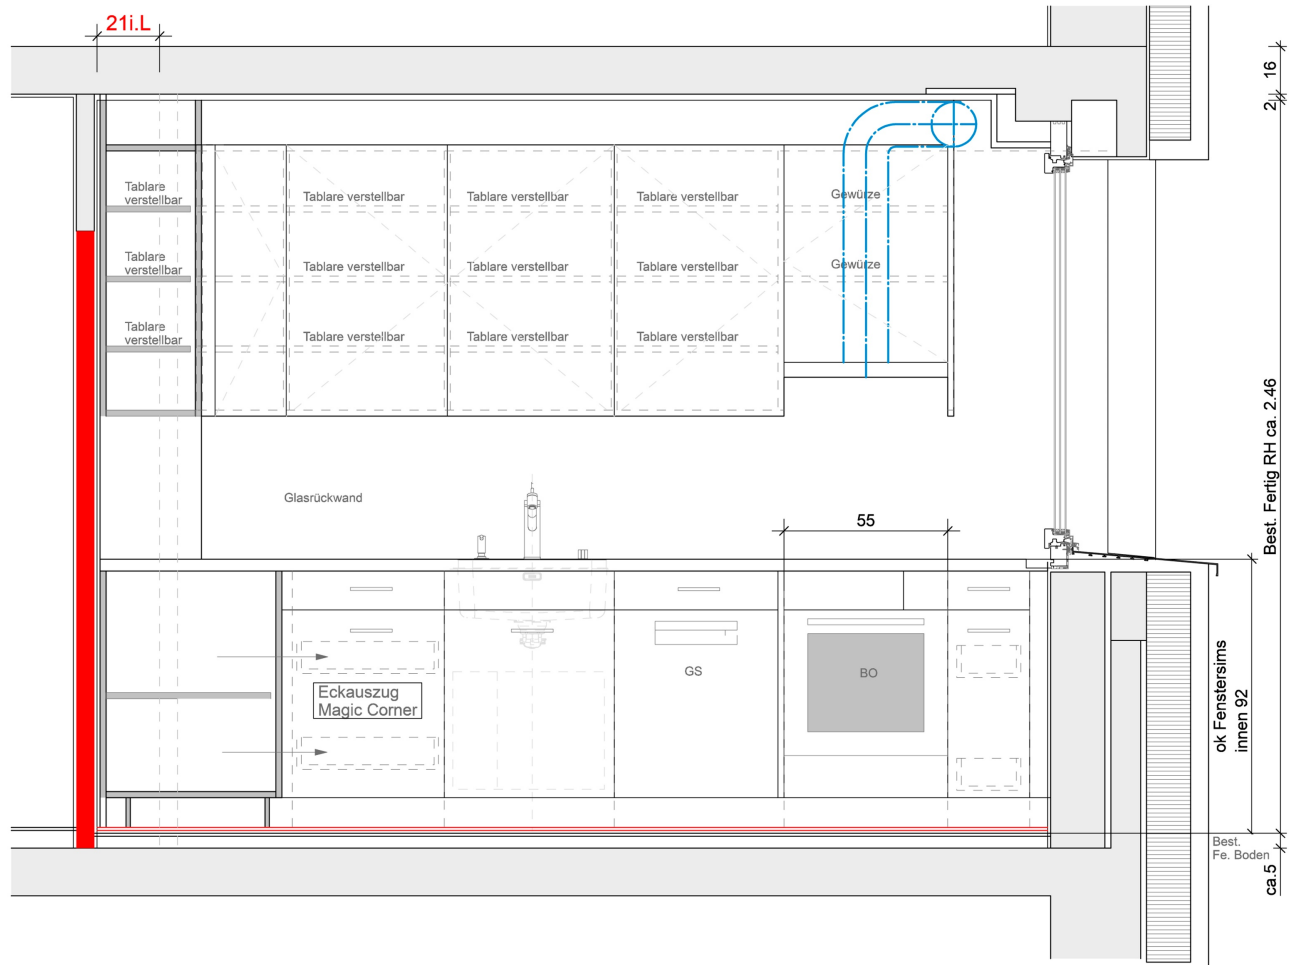 21i.L
16
2
Tablare
verstellbar
Tablare verstellbar
Tablare verstellbar
Tablare verstellbar
Gewürze
Tablare
verstellbar
Tablare verstellbar
Tablare verstellbar
Tablare verstellbar
Gewürze
Tablare
verstellbar
Tablare verstellbar
Tablare verstellbar
Tablare verstellbar
Best. Fertig RH ca. 2.46
Glasrückwand
55
GS
BO
Eckauszug
Magic Corner
ok Fenstersims
innen 92
Best.
Fe. Boden
ca.5